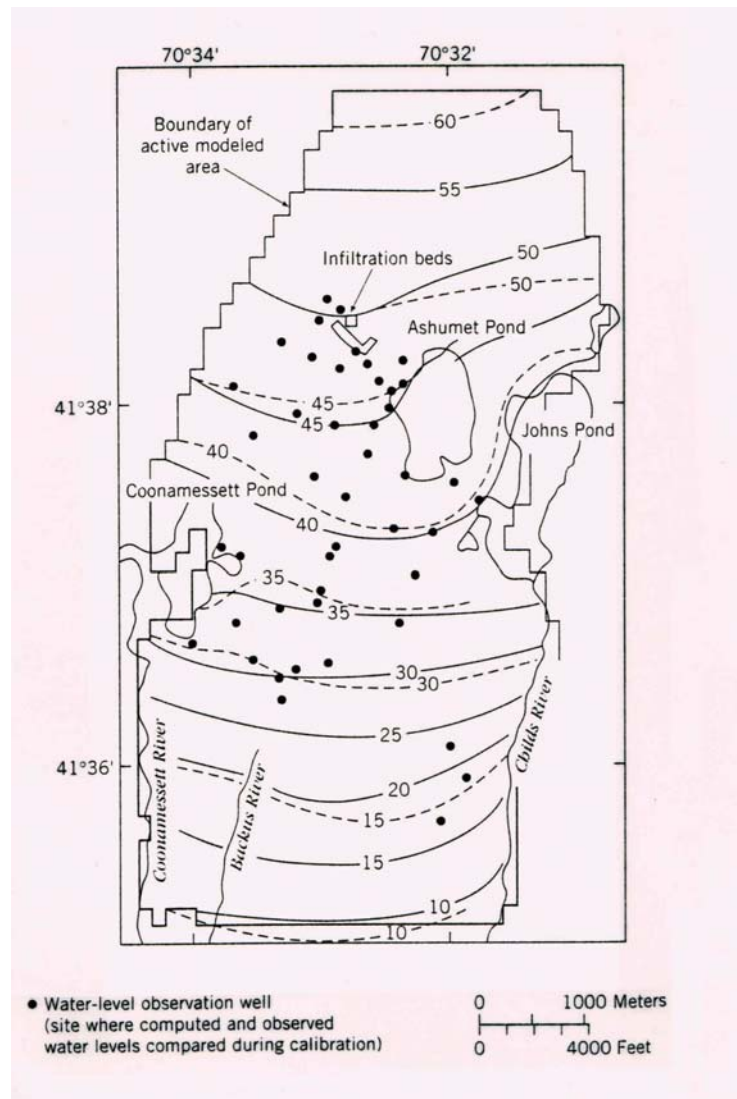 70°34'
70°32'
60
Boundary of
active modeled
area
55
50
Infiltration beds
50
Ashumet Pond
41°38'
45
45
Johns Pond
40
Coonamessett Pond
40
35
35
30
30
25
Childs River
Coonamessett River
Backus River
41°36'
20
15
15
10
10
Water-level observation well
(site where computed and observed
water levels compared during calibration)
0 1000 Meters
0 4000 Feet